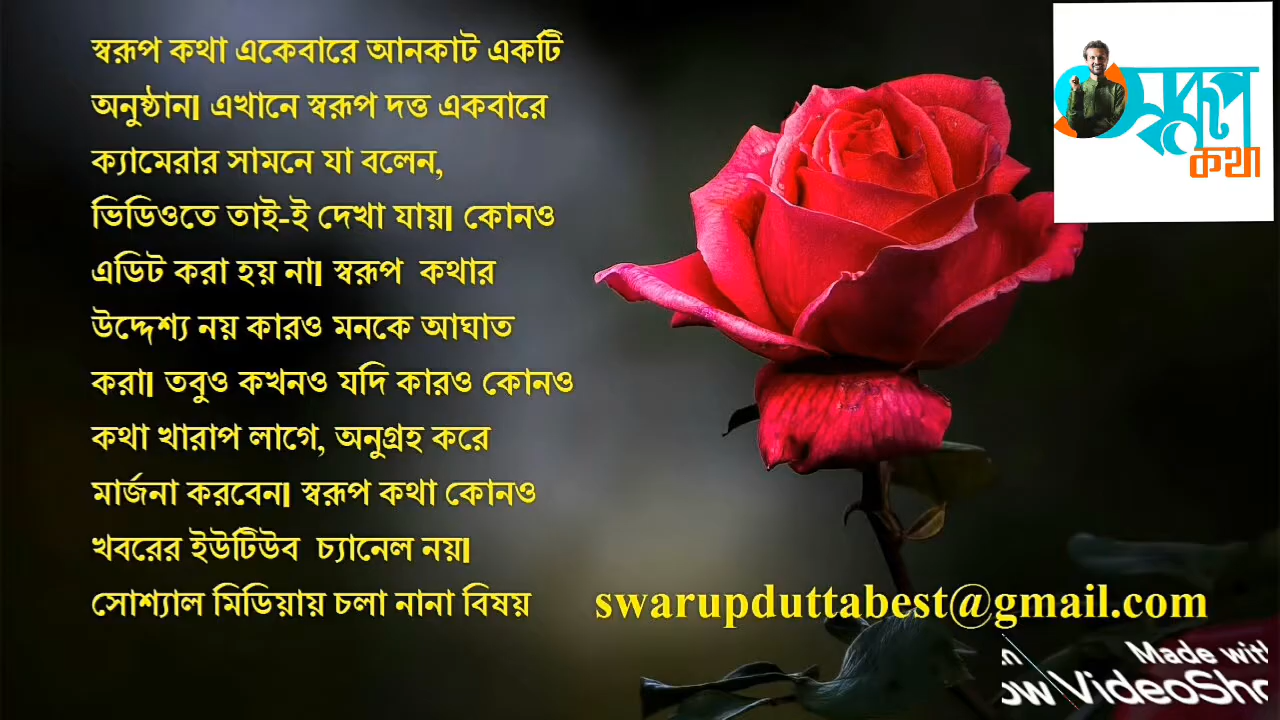 স্বরূপ কথা একেবারে আনকাট একটি
অনুষ্ঠান। এখানে স্বরূপ দত্ত একবারে
ক্যামেরার সামনে যা বলেন,
ভিডিওতে তাই-ই দেখা যায়। কোনও
এডিট করা হয় না। স্বরূপ কথার
উদ্দেশ্য নয় কারও মনকে আঘাত
করা। তবুও কখনও যদি কারও কোনও
কথা খারাপ লাগে, অনুগ্রহ করে
মার্জনা করবেন। স্বরূপ কথা কোনও
খবরের ইউটিউব চ্যানেল নয়।
সোশ্যাল মিডিয়ায় চলা নানা বিষয়
স্বরূপ
কথা
swarupduttabest@gmail.com
Made with
VideoSho